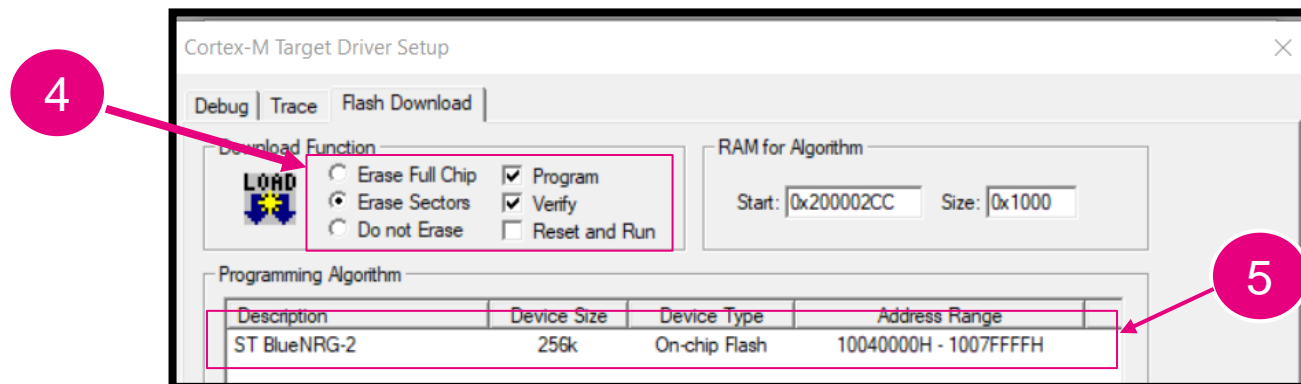 Cortex-M Target Driver Setup
4
Debug Trace Flash Download
Download Function
LOAD
Erase Full Chip Program
Erase Sectors Verify
Do not Erase Reset and Run
RAM for Algorithm
Start: 0x200002CC Size: 0x1000
Programming Algorithm
5
Description Device Size Device Type Address Range
ST BlueNRG-2 256k On-chip Flash 10040000H - 1007FFFFH